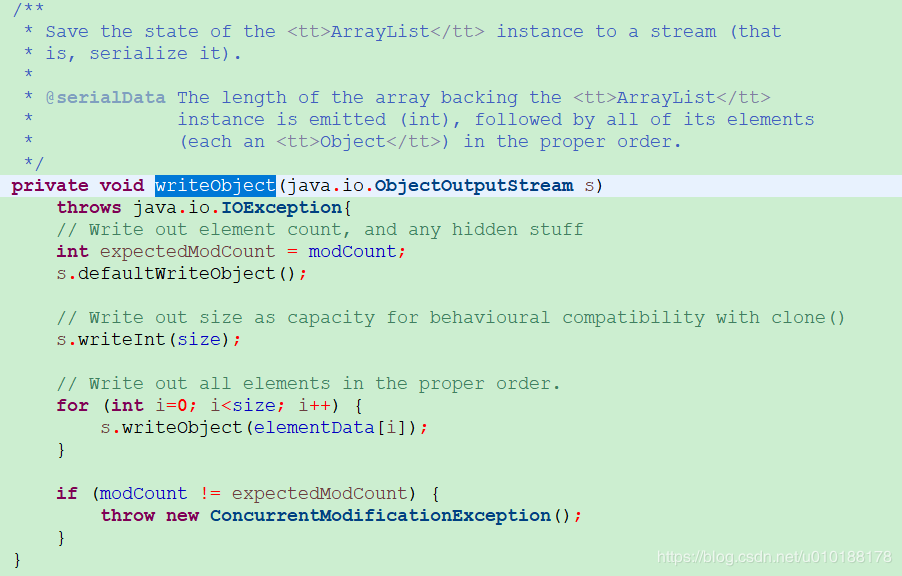 /**
 * Save the state of the <tt>ArrayList</tt> instance to a stream (that
 * is, serialize it).
 *
 * @serialData The length of the array backing the <tt>ArrayList</tt>
 *             instance is emitted (int), followed by all of its elements
 *             (each an <tt>Object</tt>) in the proper order.
 */
private void writeObject(java.io.ObjectOutputStream s)
    throws java.io.IOException{
    // Write out element count, and any hidden stuff
    int expectedModCount = modCount;
    s.defaultWriteObject();

    // Write out size as capacity for behavioural compatibility with clone()
    s.writeInt(size);

    // Write out all elements in the proper order.
    for (int i=0; i<size; i++) {
        s.writeObject(elementData[i]);
    }

    if (modCount != expectedModCount) {
        throw new ConcurrentModificationException();
    }
}
https://blog.csdn.net/u010188178